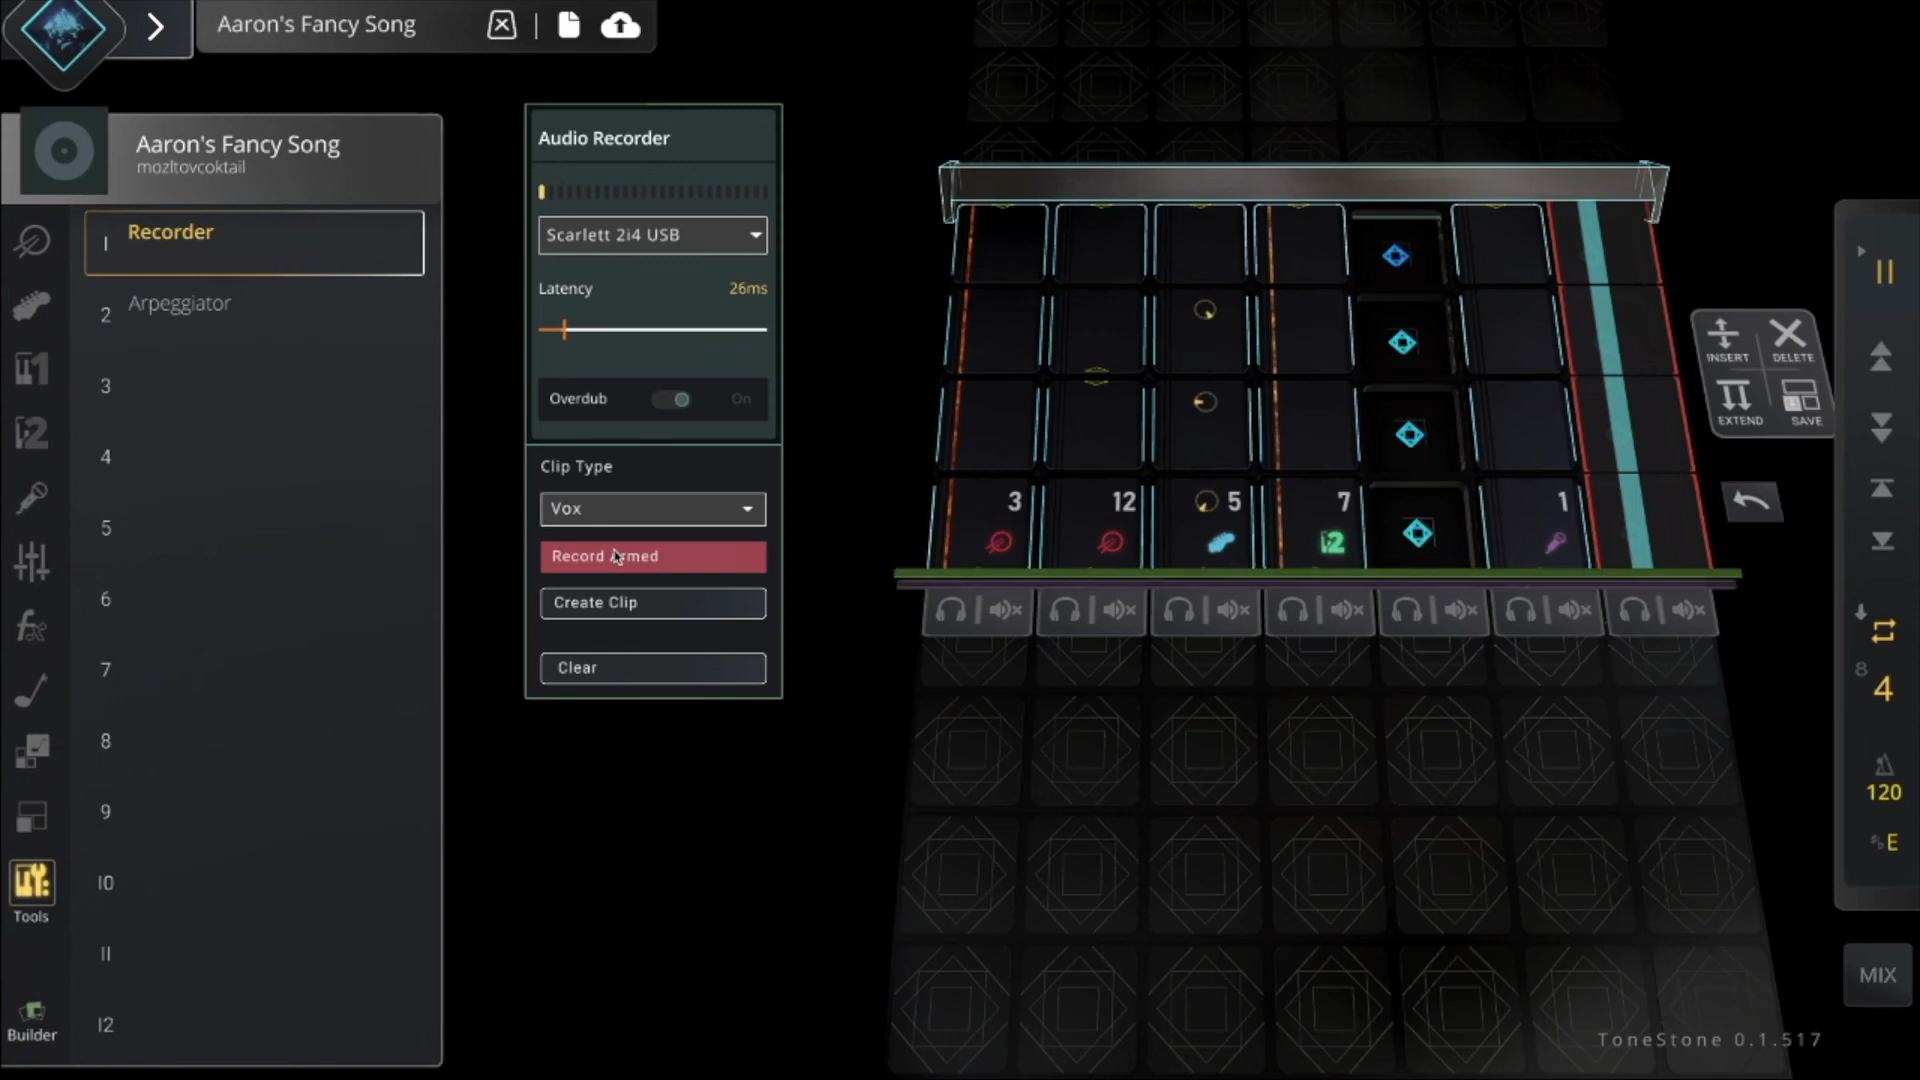 Aaron's Fancy Song
Aaron's Fancy Song
mozltovcoktail
1 Recorder
2 Arpeggiator
3
4
5
6
7
8
9
10
11
12
Tools
Builder
Audio Recorder
Scarlett 2i4 USB
Latency 26ms
Overdub On
Clip Type
Vox
Record Armed
Create Clip
Clear
3 12 5 7 1
INSERT DELETE
EXTEND SAVE
8
4
120
E
MIX
ToneStone 0.1.517